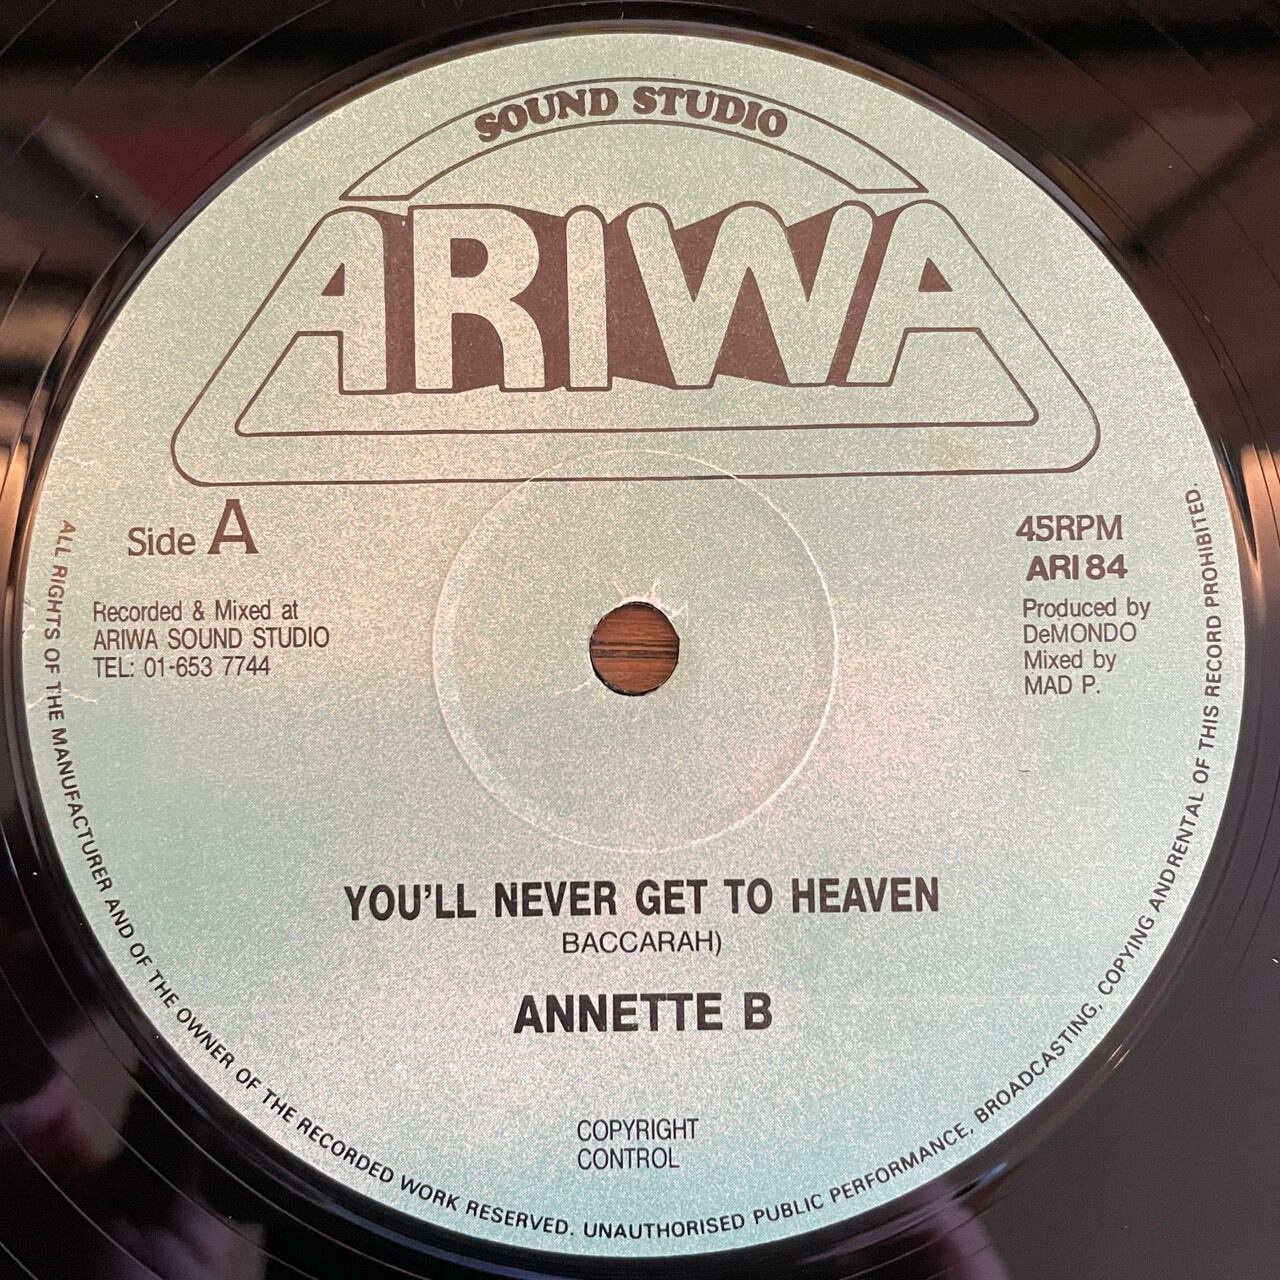 SOUND STUDIO
ARIWA
Side A
Recorded & Mixed at
ARIWA SOUND STUDIO
TEL: 01-653 7744
45RPM
ARI 84
Produced by
DeMONDO
Mixed by
MAD P.
YOU'LL NEVER GET TO HEAVEN
BACCARAH)
ANNETTE B
COPYRIGHT
CONTROL
ALL RIGHTS OF THE MANUFACTURER AND OF THE OWNER OF THE RECORDED WORK RESERVED. UNAUTHORISED PUBLIC PERFORMANCE, BROADCASTING, COPYING ANDRENTAL OF THIS RECORD PROHIBITED.